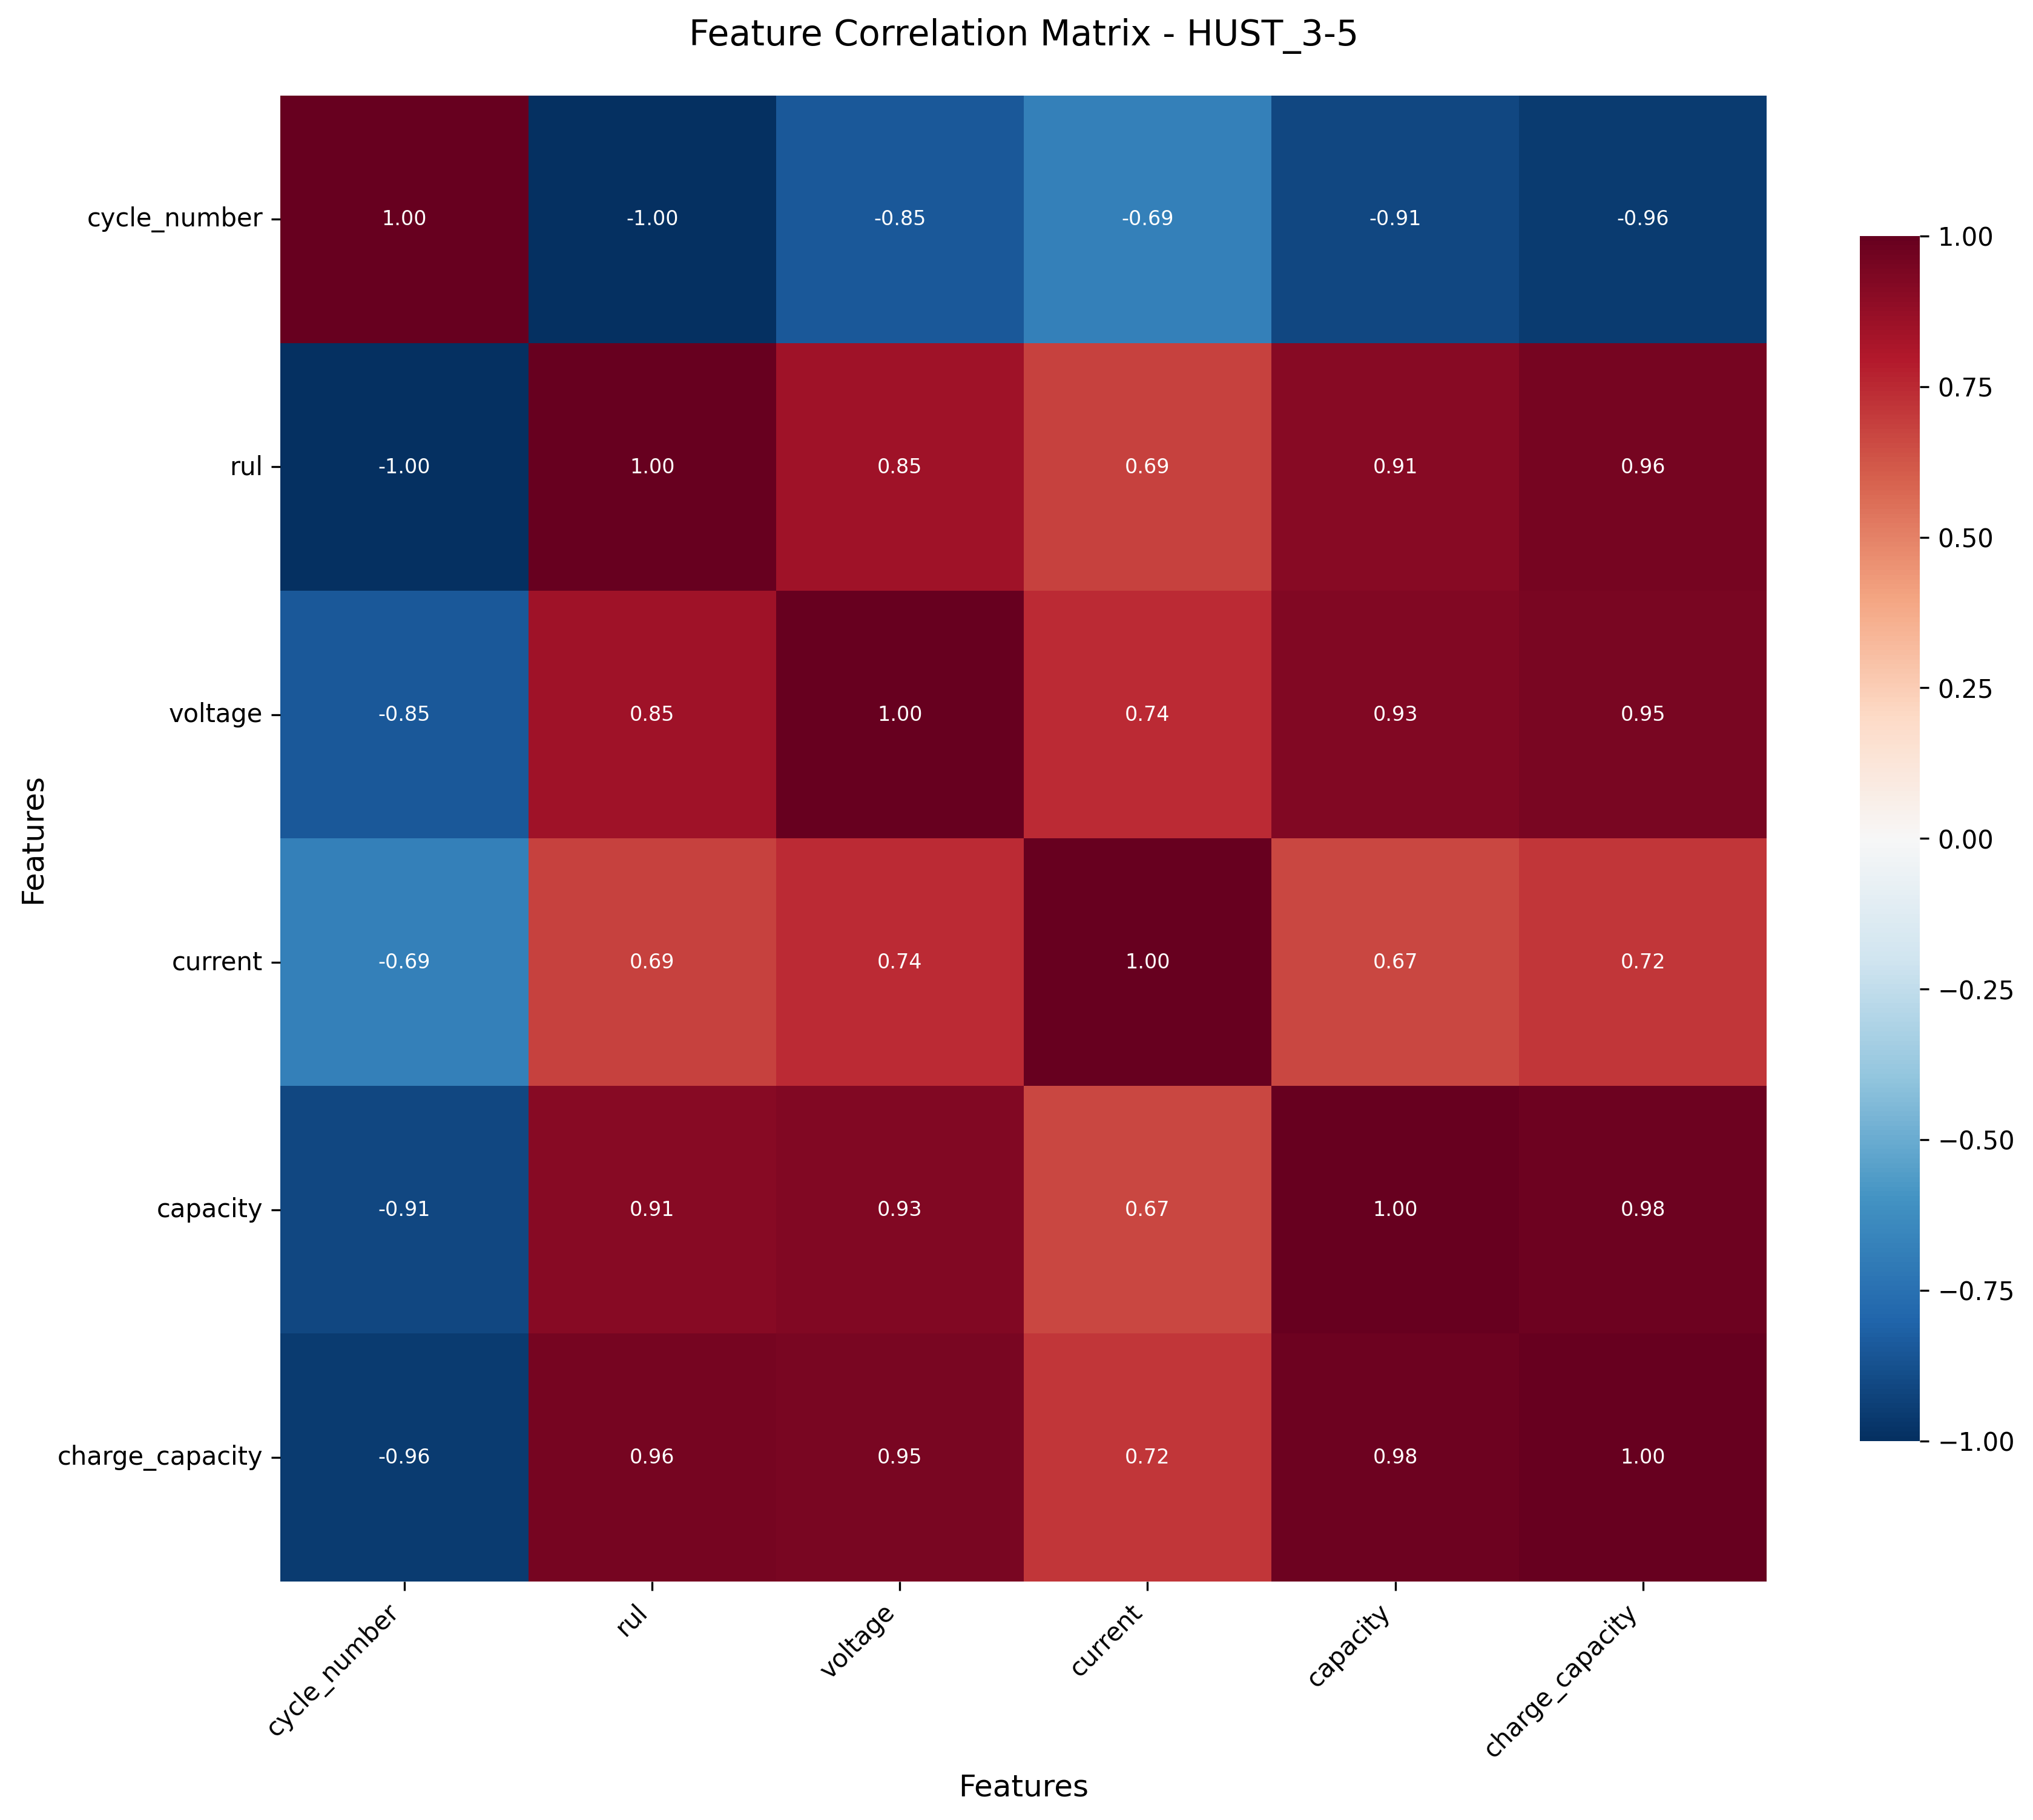 Feature Correlation Matrix - HUST_3-5
Features
cycle_number 1.00 -1.00 -0.85 -0.69 -0.91 -0.96
rul -1.00 1.00 0.85 0.69 0.91 0.96
voltage -0.85 0.85 1.00 0.74 0.93 0.95
current -0.69 0.69 0.74 1.00 0.67 0.72
capacity -0.91 0.91 0.93 0.67 1.00 0.98
charge_capacity -0.96 0.96 0.95 0.72 0.98 1.00
cycle_number rul voltage current capacity charge_capacity
Features
1.00
0.75
0.50
0.25
0.00
−0.25
−0.50
−0.75
−1.00